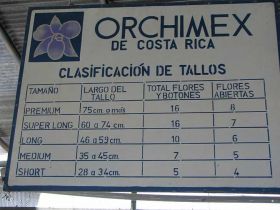 ORCHIMEX
DE COSTA RICA
CLASIFICACIÓN DE TALLOS
TAMAÑO LARGO DEL TALLO TOTAL FLORES Y BOTONES FLORES ABIERTAS
PREMIUM 75 cm. o más 16 8
SUPER LONG 60 a 74 cm. 16 7
LONG 46 a 59 cm. 10 6
MEDIUM 35 a 45 cm. 7 5
SHORT 28 a 34 cm. 5 4